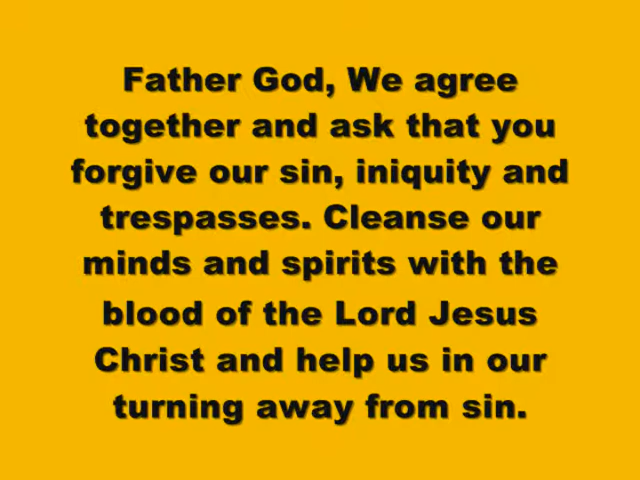 Father God, We agree
together and ask that you
forgive our sin, iniquity and
trespasses. Cleanse our
minds and spirits with the
blood of the Lord Jesus
Christ and help us in our
turning away from sin.